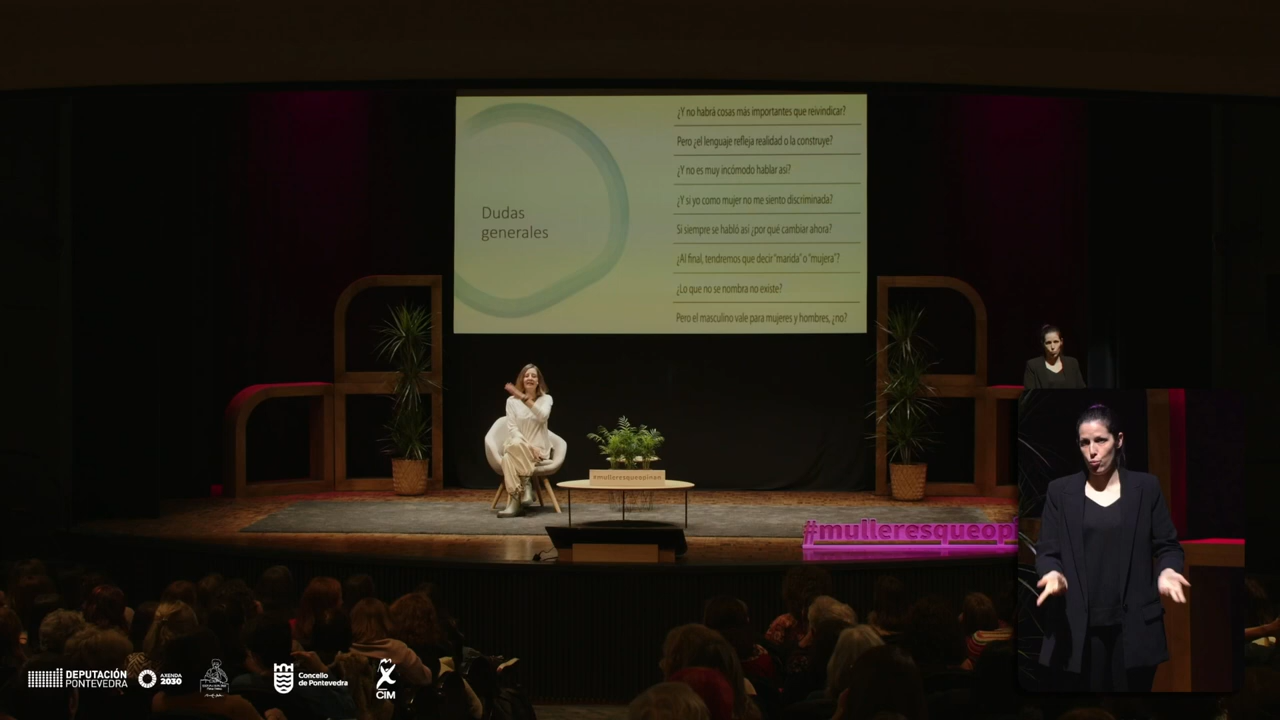 ¿Y no habrá cosas más importantes que reivindicar?
Pero ¿el lenguaje refleja realidad o la construye?
¿Y no es muy incómodo hablar así?
¿Y si yo como mujer no me siento discriminada?
Si siempre se habló así ¿por qué cambiar ahora?
¿Al final, tendremos que decir "marida" o "mujera"?
¿Lo que no se nombra no existe?
Pero el masculino vale para mujeres y hombres, ¿no?
Dudas
generales
#mulleresqueopinan
#mulleresqueopi
DEPUTACIÓN
PONTEVEDRA
AXENDA
2030
Concello
de Pontevedra
CIM